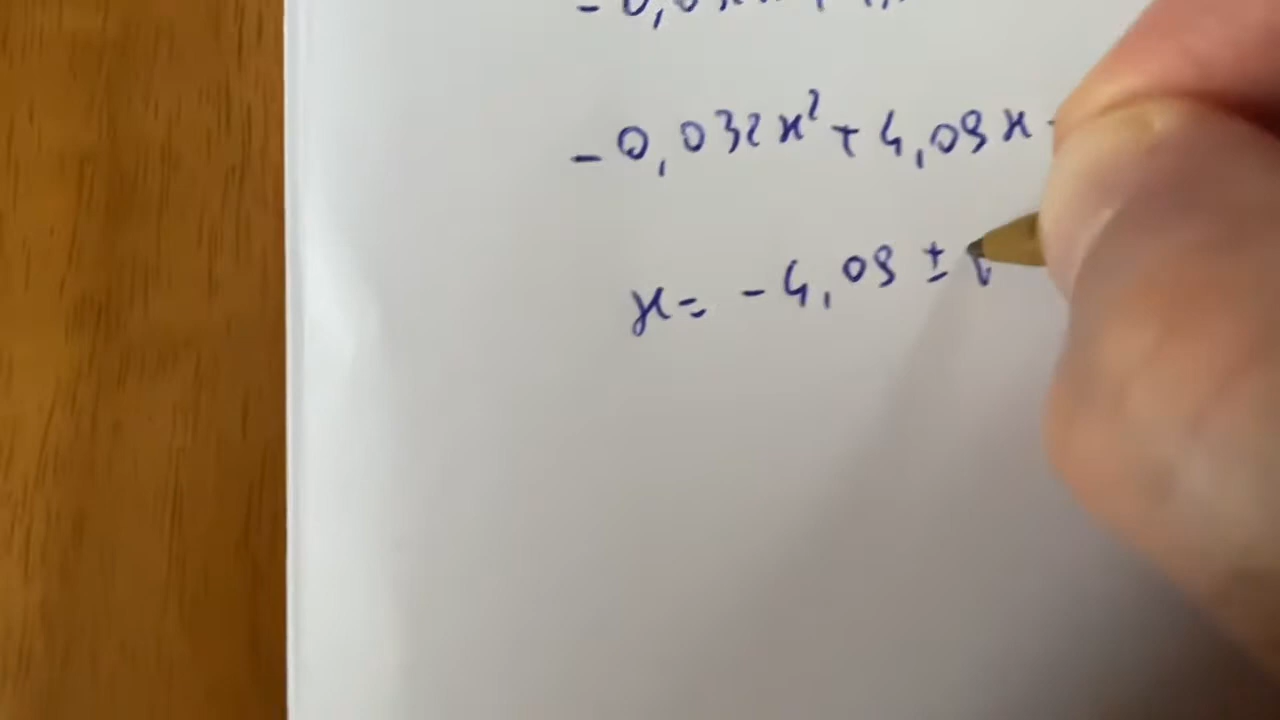 - 0,032x² + 4,09x -
x = - 4,09 ± √